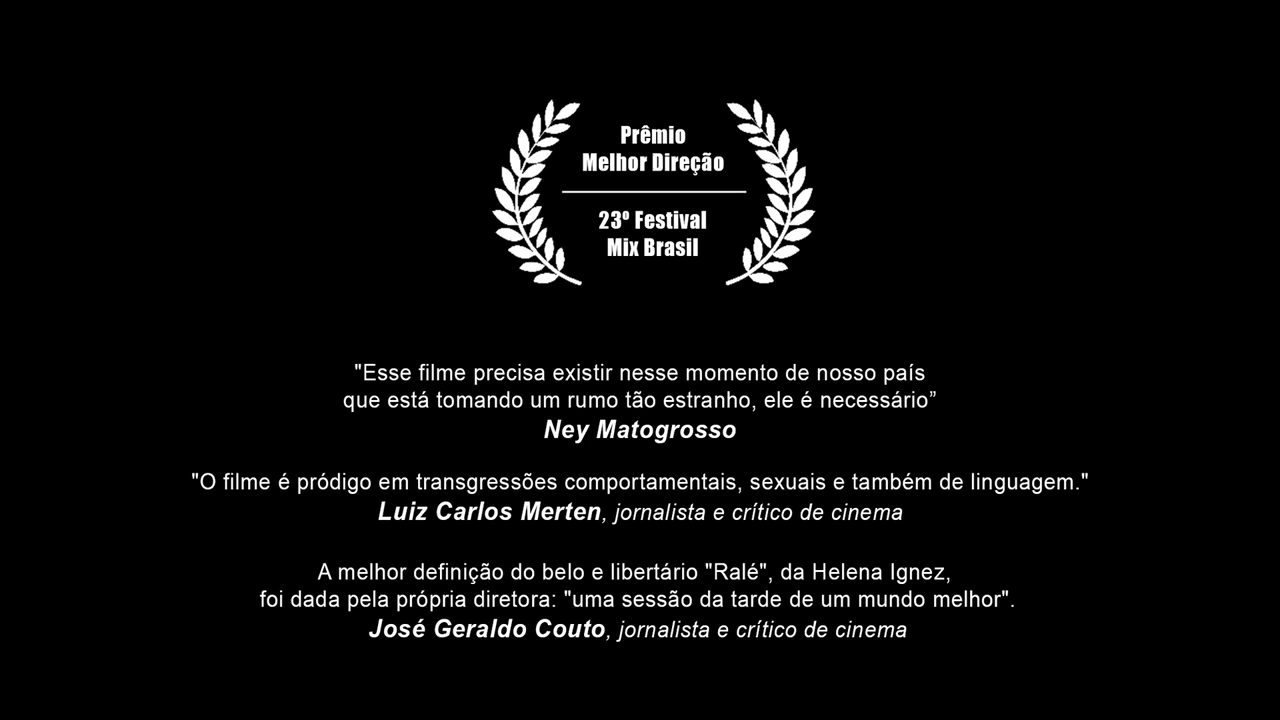 Prêmio
Melhor Direção
23º Festival
Mix Brasil
"Esse filme precisa existir nesse momento de nosso país
que está tomando um rumo tão estranho, ele é necessário”
Ney Matogrosso
"O filme é pródigo em transgressões comportamentais, sexuais e também de linguagem."
Luiz Carlos Merten, jornalista e crítico de cinema
A melhor definição do belo e libertário "Ralé", da Helena Ignez,
foi dada pela própria diretora: "uma sessão da tarde de um mundo melhor".
José Geraldo Couto, jornalista e crítico de cinema